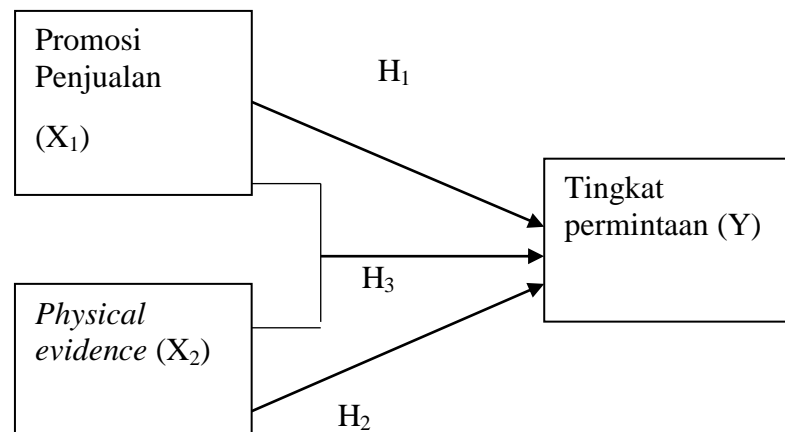 Promosi
Penjualan
(X₁)
H₁
Tingkat
permintaan (Y)
H₃
Physical
evidence (X₂)
H₂